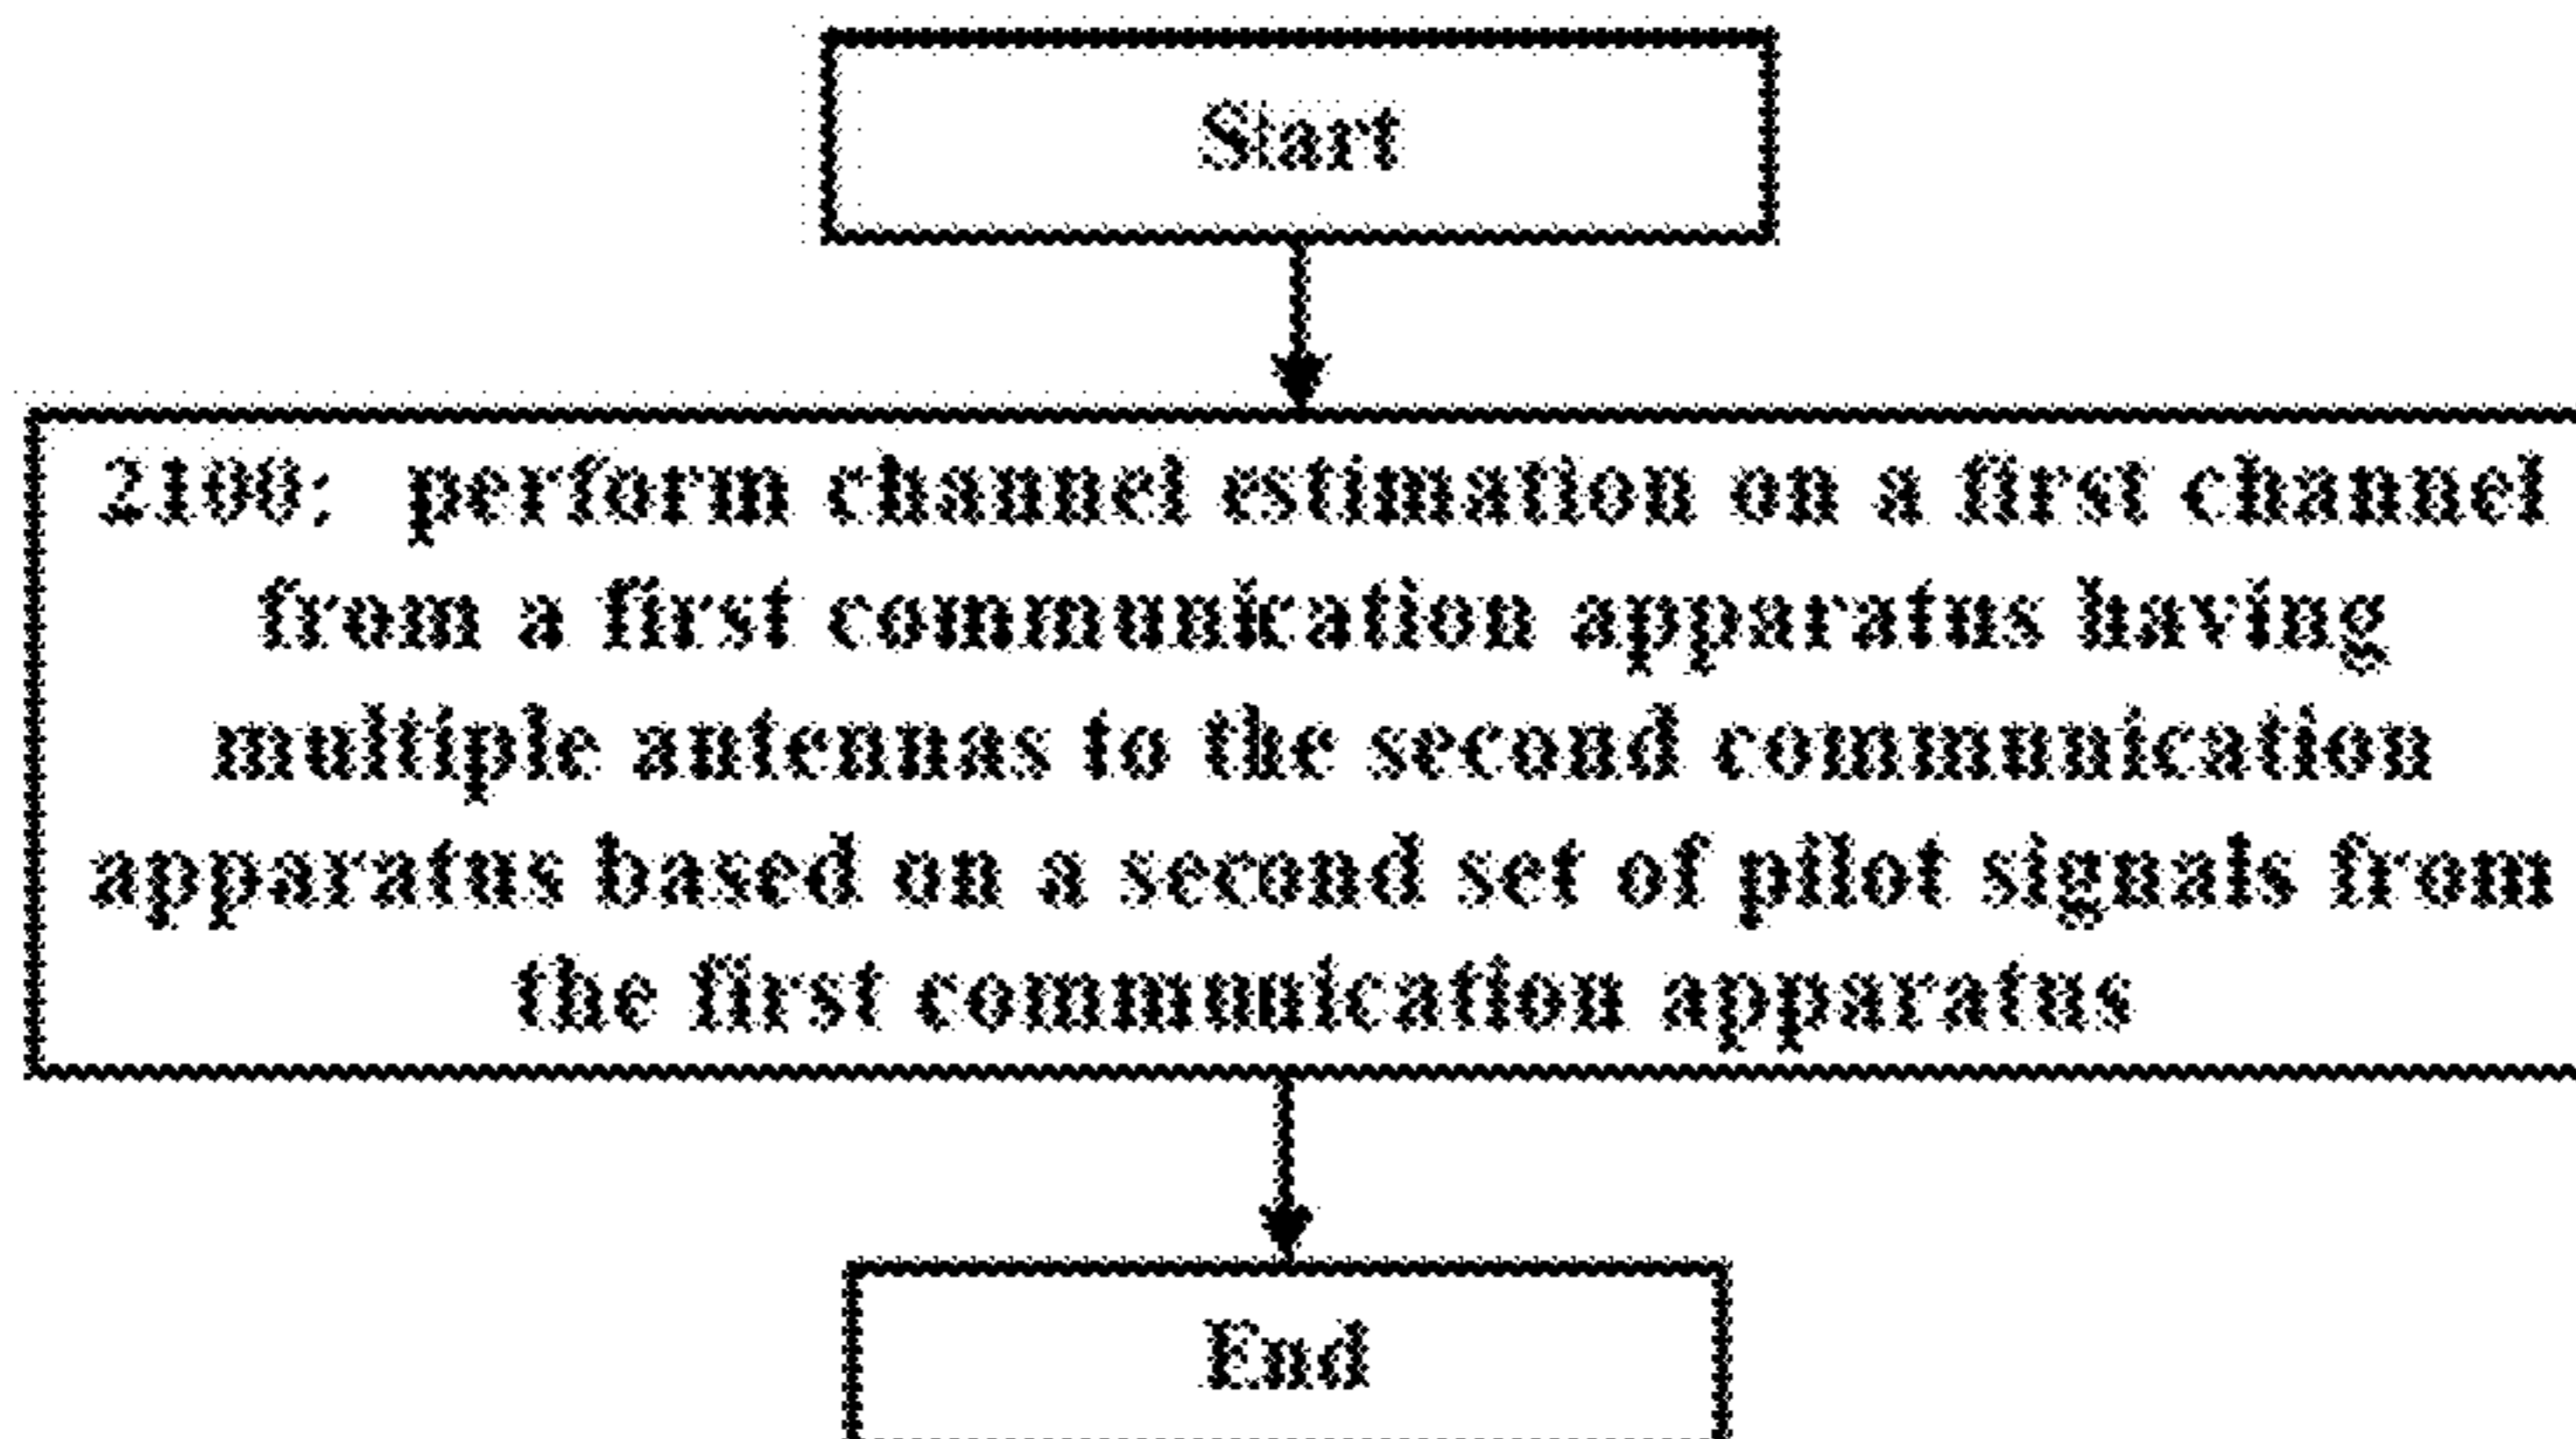 Start
2100: perform channel estimation on a first channel
from a first communication apparatus having
multiple antennas to the second communication
apparatus based on a second set of pilot signals from
the first communication apparatus
End